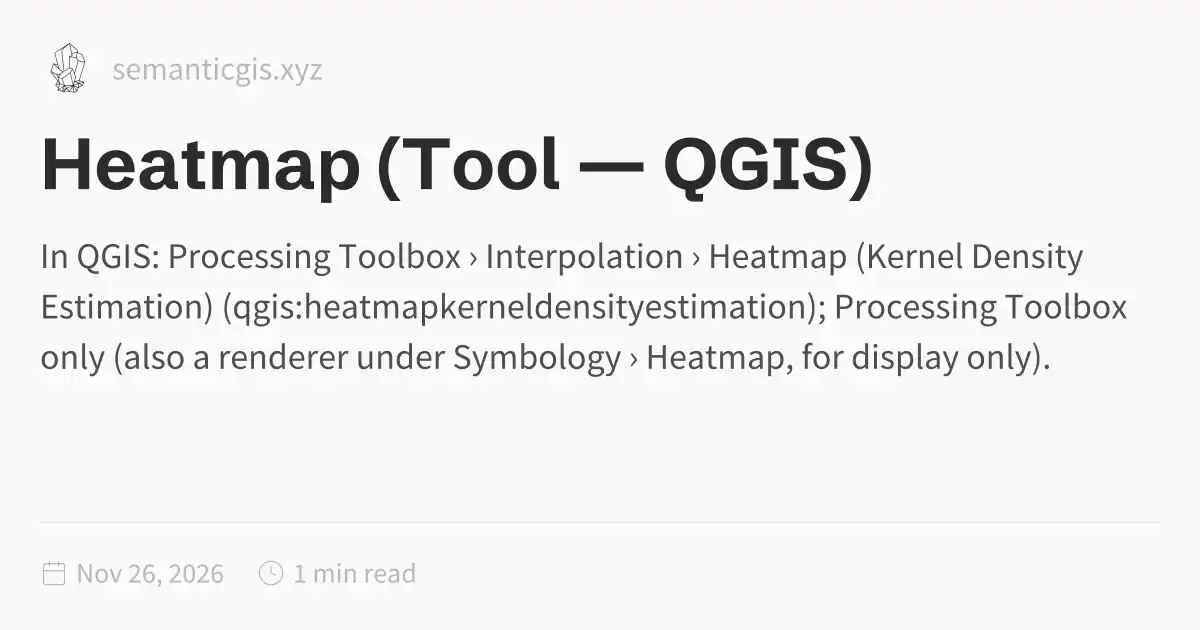 semanticgis.xyz
Heatmap (Tool — QGIS)
In QGIS: Processing Toolbox › Interpolation › Heatmap (Kernel Density
Estimation) (qgis:heatmapkerneldensityestimation); Processing Toolbox
only (also a renderer under Symbology › Heatmap, for display only).
Nov 26, 2026
1 min read